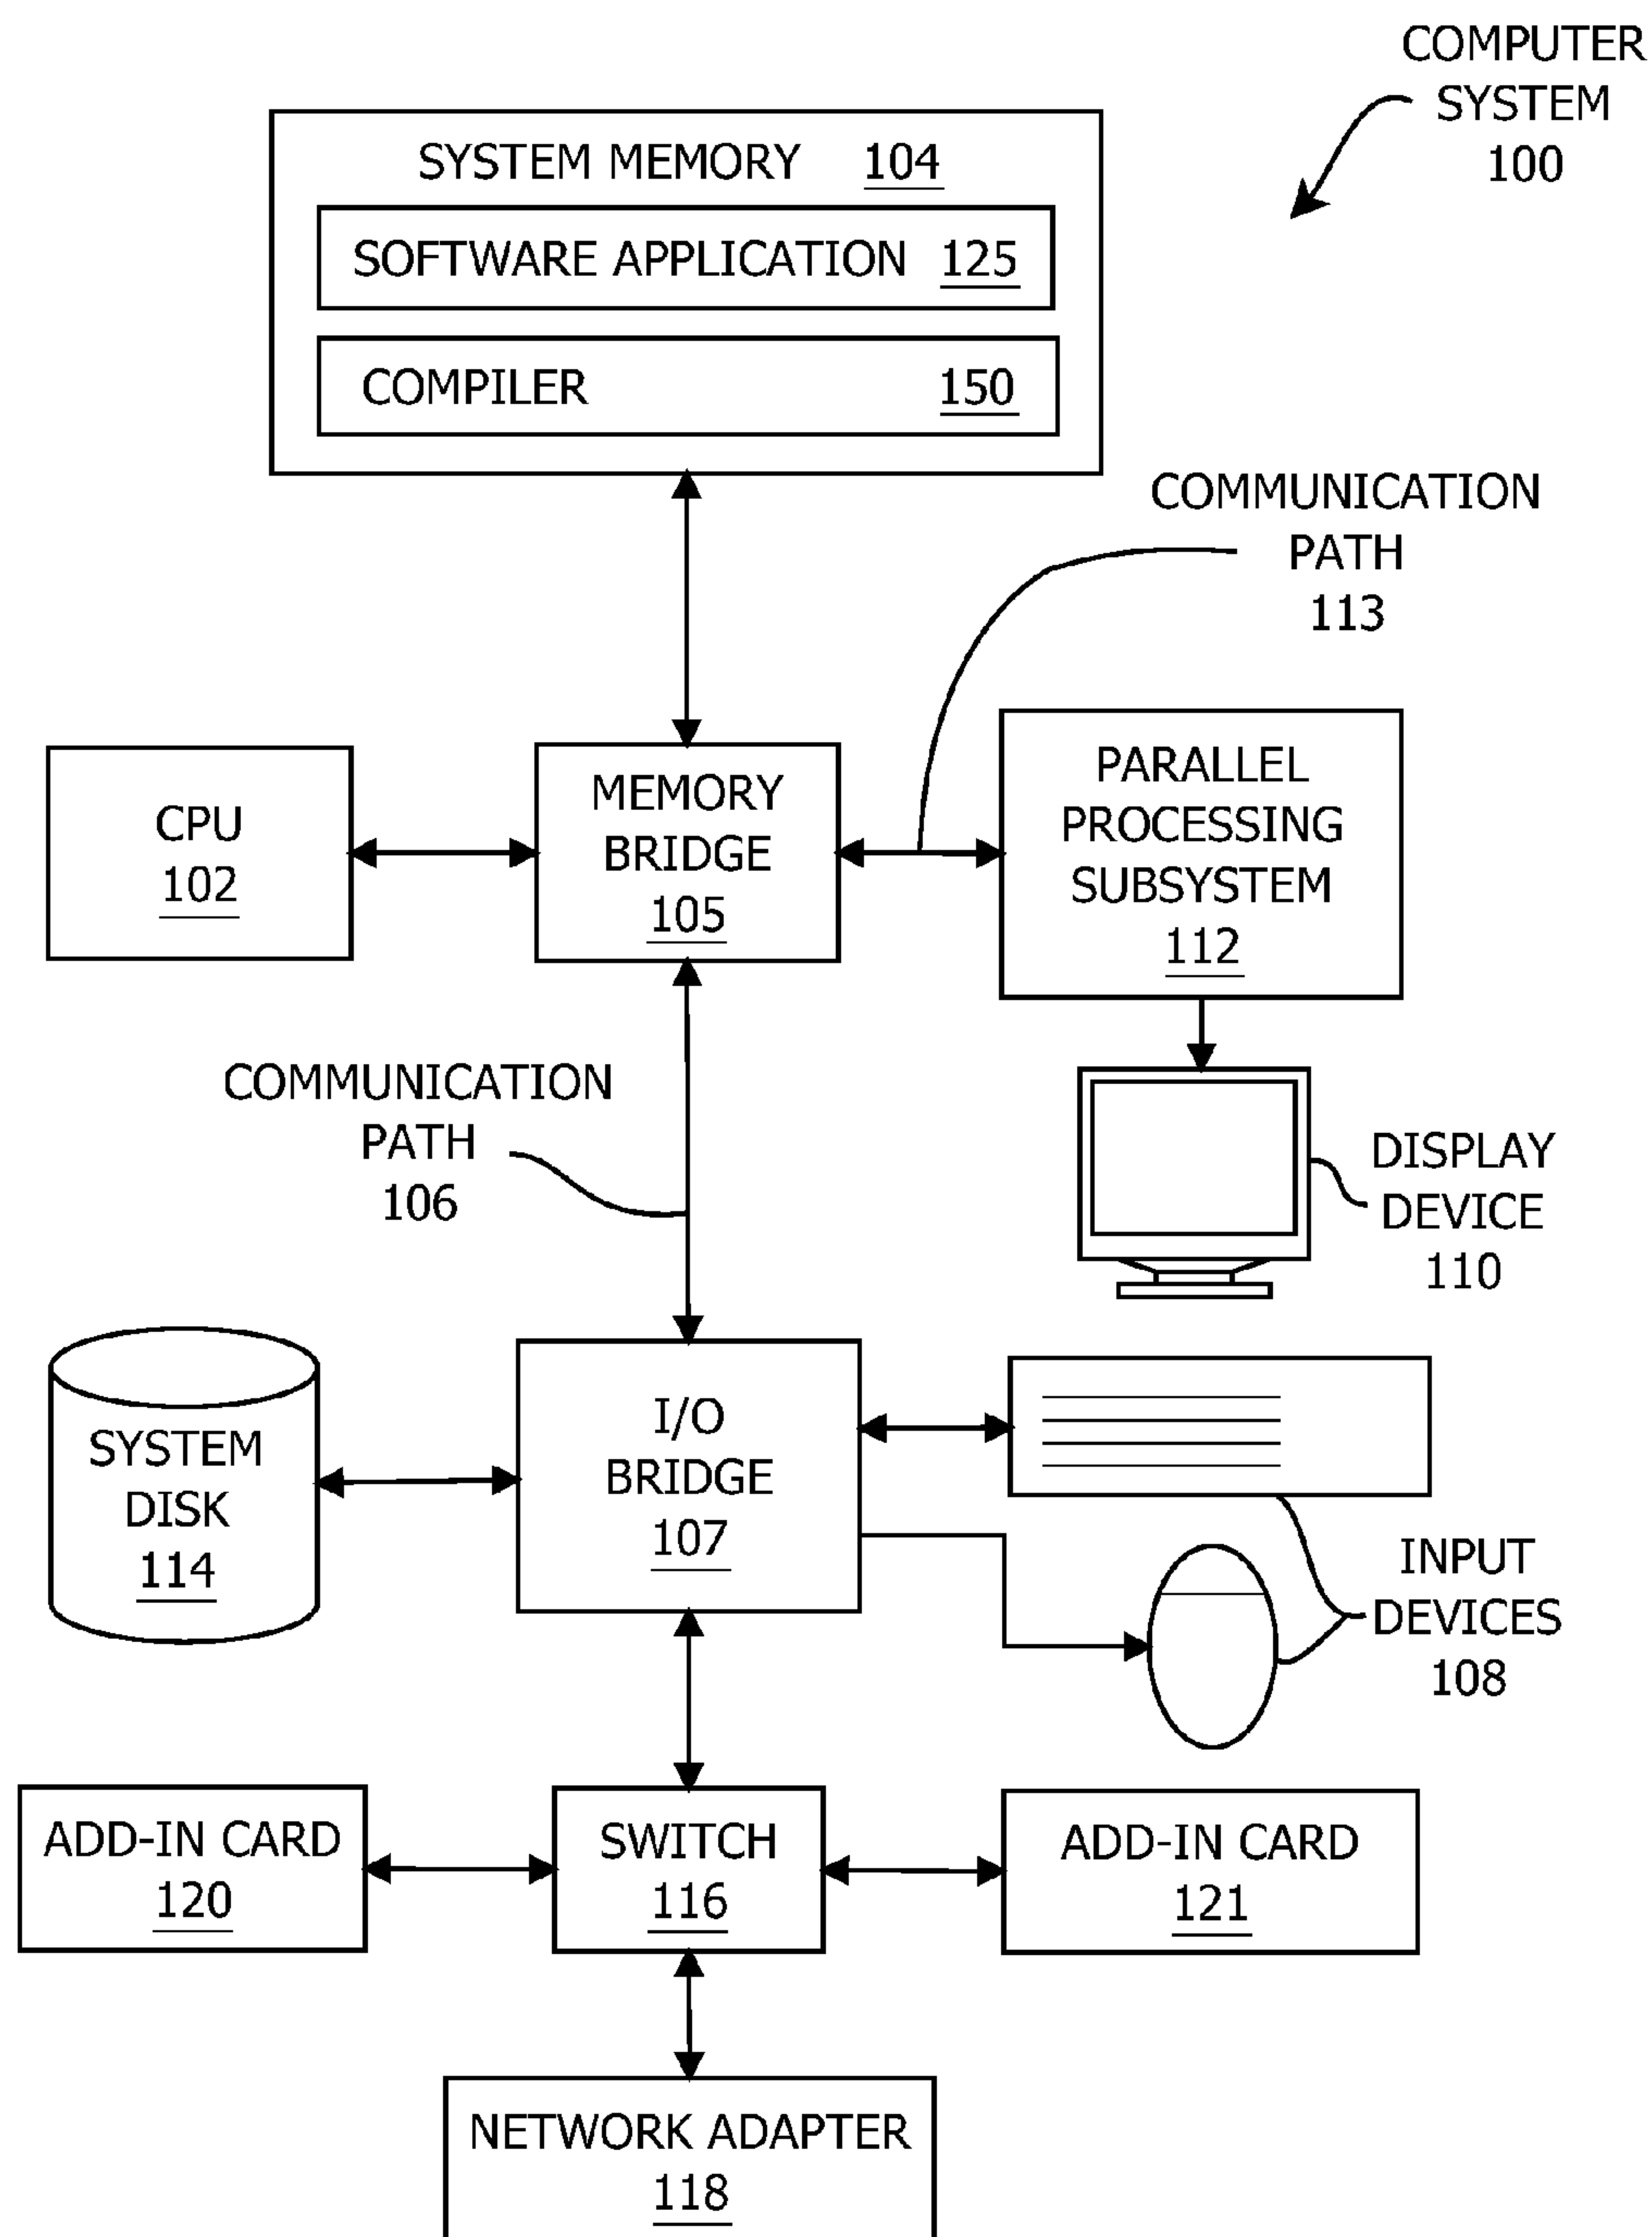 COMPUTER
SYSTEM
100
SYSTEM MEMORY 104
SOFTWARE APPLICATION 125
COMPILER 150
COMMUNICATION
PATH
113
CPU
102
MEMORY
BRIDGE
105
PARALLEL
PROCESSING
SUBSYSTEM
112
COMMUNICATION
PATH
106
DISPLAY
DEVICE
110
SYSTEM
DISK
114
I/O
BRIDGE
107
INPUT
DEVICES
108
ADD-IN CARD
120
SWITCH
116
ADD-IN CARD
121
NETWORK ADAPTER
118